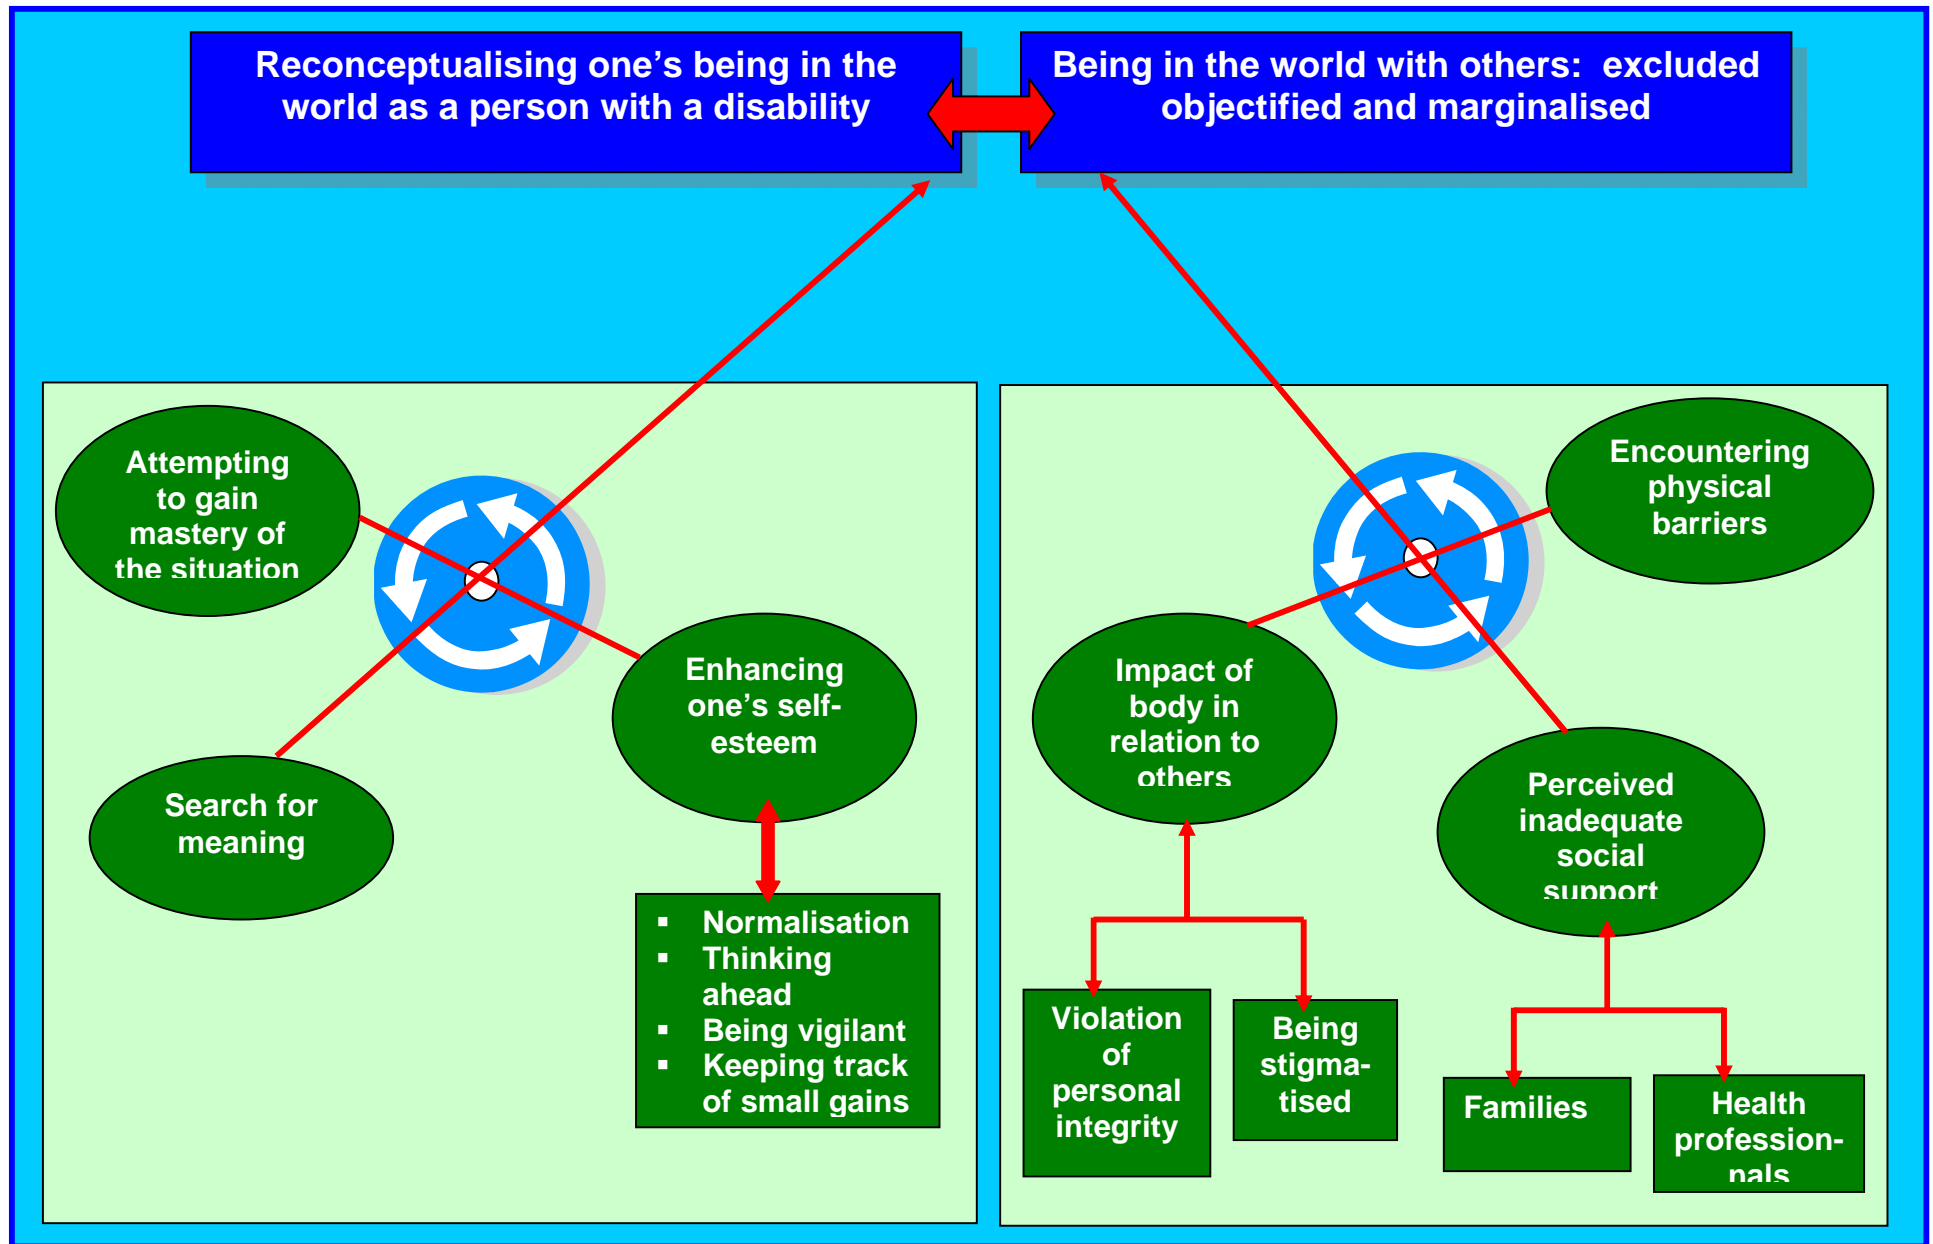 Reconceptualising one’s being in the
world as a person with a disability
Being in the world with others:  excluded
objectified and marginalised
Attempting
to gain
mastery of
the situation
Search for
meaning
Enhancing
one’s self-
esteem
▪ Normalisation
▪ Thinking
ahead
▪ Being vigilant
▪ Keeping track
of small gains
Encountering
physical
barriers
Impact of
body in
relation to
others
Perceived
inadequate
social
support
Violation
of
personal
integrity
Being
stigma-
tised
Families
Health
profession-
nals